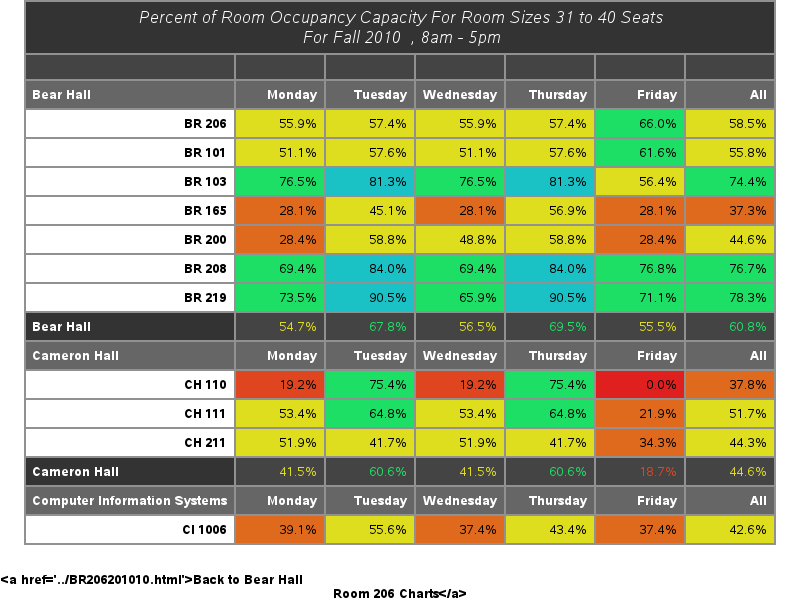 Percent of Room Occupancy Capacity For Room Sizes 31 to 40 Seats
For Fall 2010 , 8am - 5pm
Bear Hall Monday Tuesday Wednesday Thursday Friday All
BR 206 55.9% 57.4% 55.9% 57.4% 66.0% 58.5%
BR 101 51.1% 57.6% 51.1% 57.6% 61.6% 55.8%
BR 103 76.5% 81.3% 76.5% 81.3% 56.4% 74.4%
BR 165 28.1% 45.1% 28.1% 56.9% 28.1% 37.3%
BR 200 28.4% 58.8% 48.8% 58.8% 28.4% 44.6%
BR 208 69.4% 84.0% 69.4% 84.0% 76.8% 76.7%
BR 219 73.5% 90.5% 65.9% 90.5% 71.1% 78.3%
Bear Hall 54.7% 67.8% 56.5% 69.5% 55.5% 60.8%
Cameron Hall Monday Tuesday Wednesday Thursday Friday All
CH 110 19.2% 75.4% 19.2% 75.4% 0.0% 37.8%
CH 111 53.4% 64.8% 53.4% 64.8% 21.9% 51.7%
CH 211 51.9% 41.7% 51.9% 41.7% 34.3% 44.3%
Cameron Hall 41.5% 60.6% 41.5% 60.6% 18.7% 44.6%
Computer Information Systems Monday Tuesday Wednesday Thursday Friday All
CI 1006 39.1% 55.6% 37.4% 43.4% 37.4% 42.6%
<a href='../BR206201010.html'>Back to Bear Hall
Room 206 Charts</a>